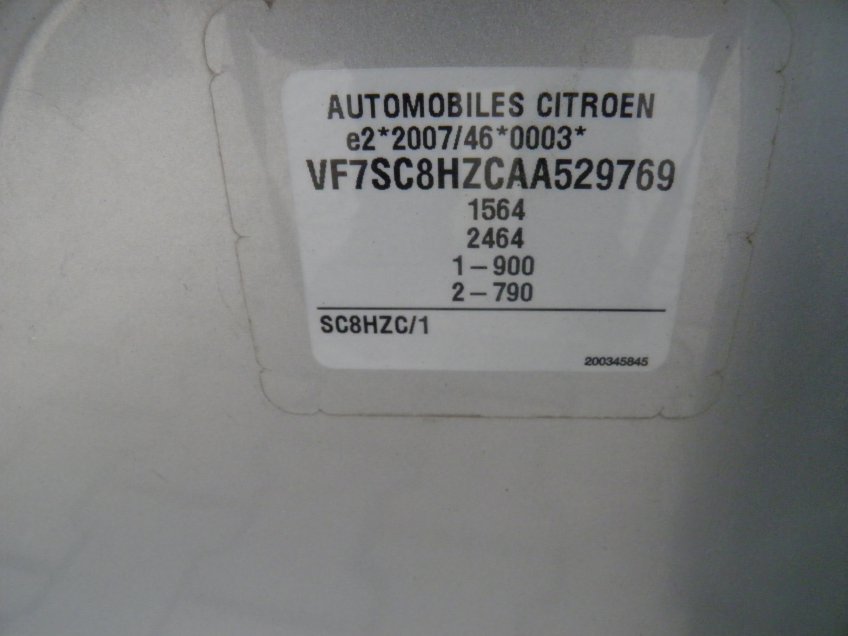 AUTOMOBILES CITROEN
e2*2007/46*0003*
VF7SC8HZCAA529769
1564
2464
1-900
2-790
SC8HZC/1
200345845